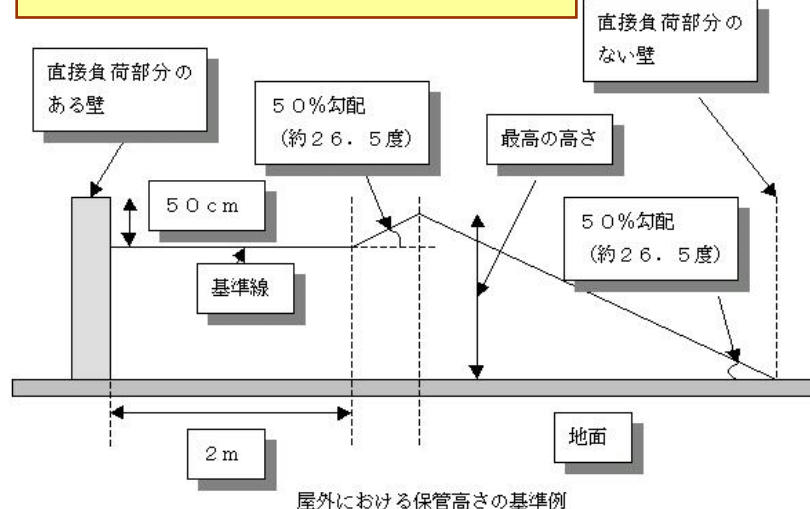 直接負荷部分の
ない壁
直接負荷部分の
ある壁
５０％勾配
（約２６．５度）
最高の高さ
５０ｃｍ
５０％勾配
（約２６．５度）
基準線
２ｍ
地面
屋外における保管高さの基準例